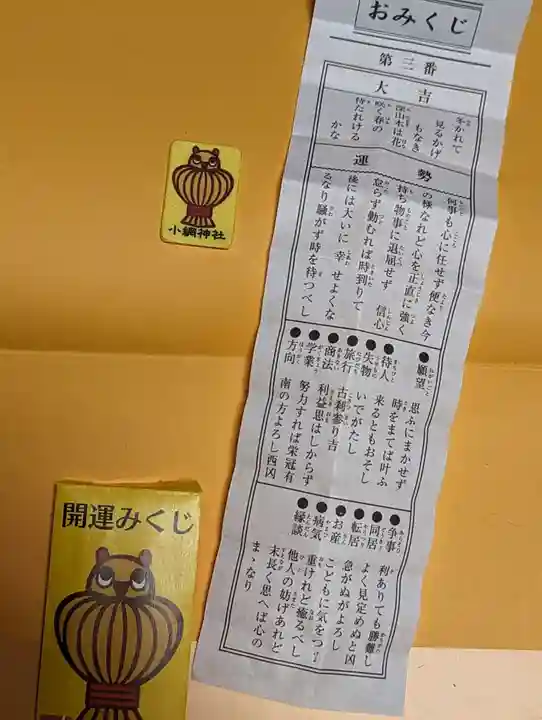 おみくじ
第三番
大吉
冬かれて
見るかげ
もなき
深山木は花
咲く春の
待たれける
かな
運勢
何事も心に任せず便なき今
の様なれど心を正直に強く
持ち物事に退屈せず 信心
怠らず勤むれば時到りて
後には大いに 幸 せよくな
るなり騒がず時を待つべし
●願望 思ふにまかせず
時をまてば叶ふ
●待人 来るともおそし
●失物 いでがたし
●旅行 古刹参り吉
●商法 利益思はしからず
●学業 努力すれば栄冠有
●方向 南の方よろし西凶
●争事 利ありても勝難し
●同居 よく見定めぬと凶
●転居 急がぬがよろし
●お産 こどもに気をつけ
●病気 重けれど癒るべし
●縁談 他人の妨げあれど
末長く思へば心の
まゝなり
小網神社
開運みくじ